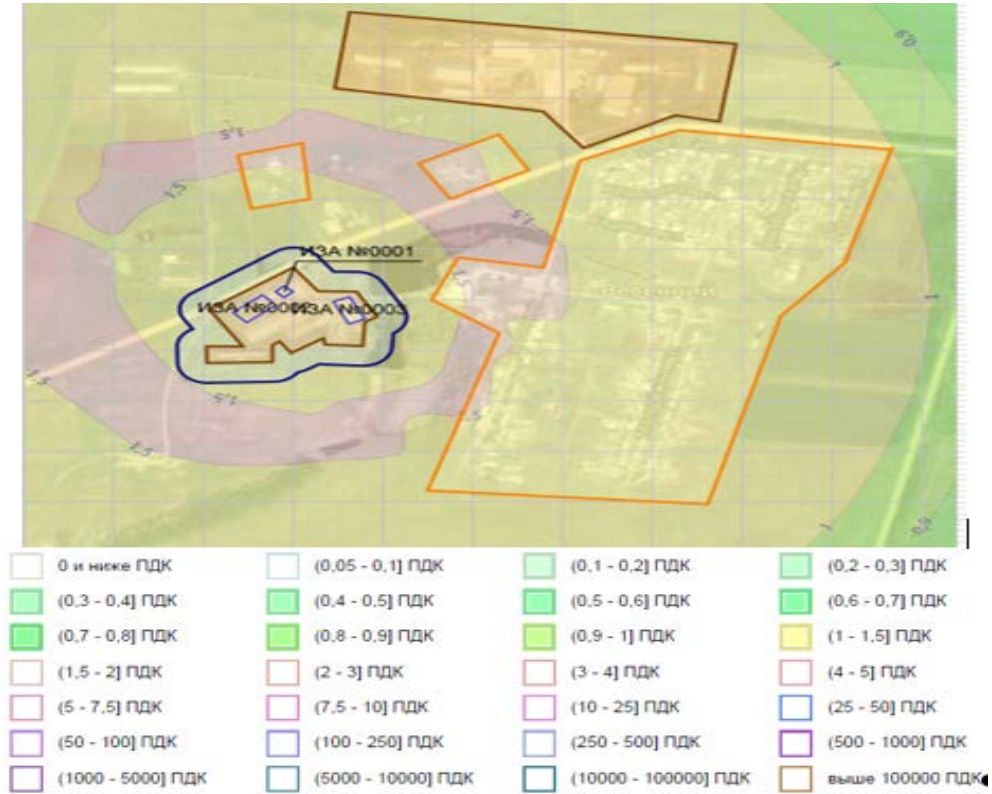 0,9
1
1,5
1,5
1,5
ИЗА №0001
1,5
ИЗА №0002
ИЗА №0003
1
1,5
1,5
1,5
1,5
1
0,9
0 и ниже ПДК (0,05 - 0,1] ПДК (0,1 - 0,2] ПДК (0,2 - 0,3] ПДК
(0,3 - 0,4] ПДК (0,4 - 0,5] ПДК (0,5 - 0,6] ПДК (0,6 - 0,7] ПДК
(0,7 - 0,8] ПДК (0,8 - 0,9] ПДК (0,9 - 1] ПДК (1 - 1,5] ПДК
(1,5 - 2] ПДК (2 - 3] ПДК (3 - 4] ПДК (4 - 5] ПДК
(5 - 7,5] ПДК (7,5 - 10] ПДК (10 - 25] ПДК (25 - 50] ПДК
(50 - 100] ПДК (100 - 250] ПДК (250 - 500] ПДК (500 - 1000] ПДК
(1000 - 5000] ПДК (5000 - 10000] ПДК (10000 - 100000] ПДК выше 100000 ПДК